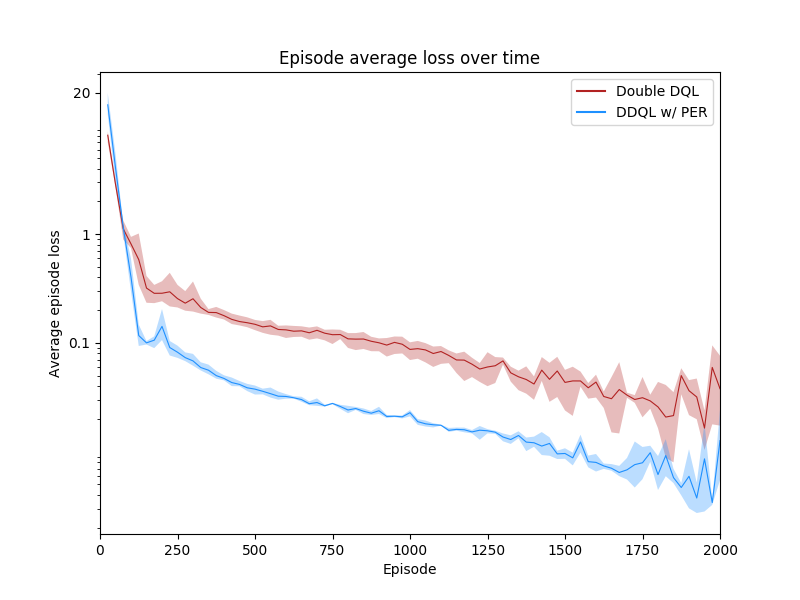 Episode average loss over time
20
1
0.1
Average episode loss
Double DQL
DDQL w/ PER
0
250
500
750
1000
1250
1500
1750
2000
Episode